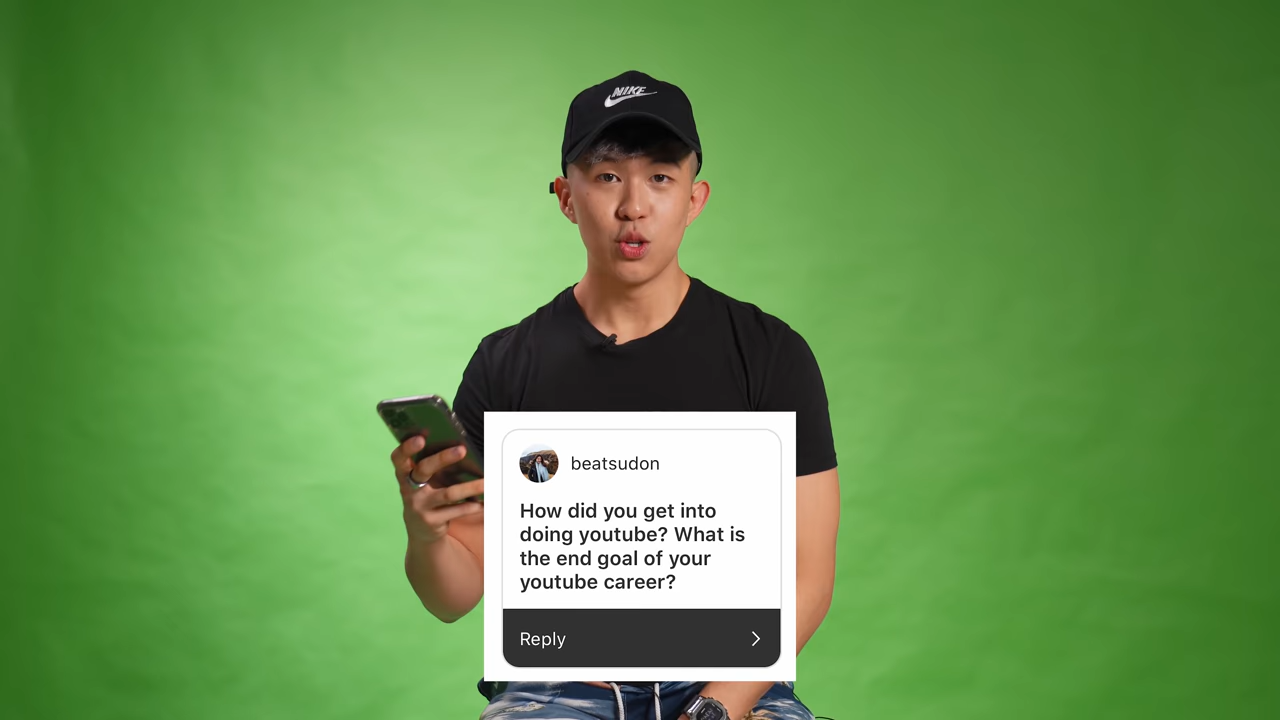 NIKE
beatsudon
How did you get into
doing youtube? What is
the end goal of your
youtube career?
Reply